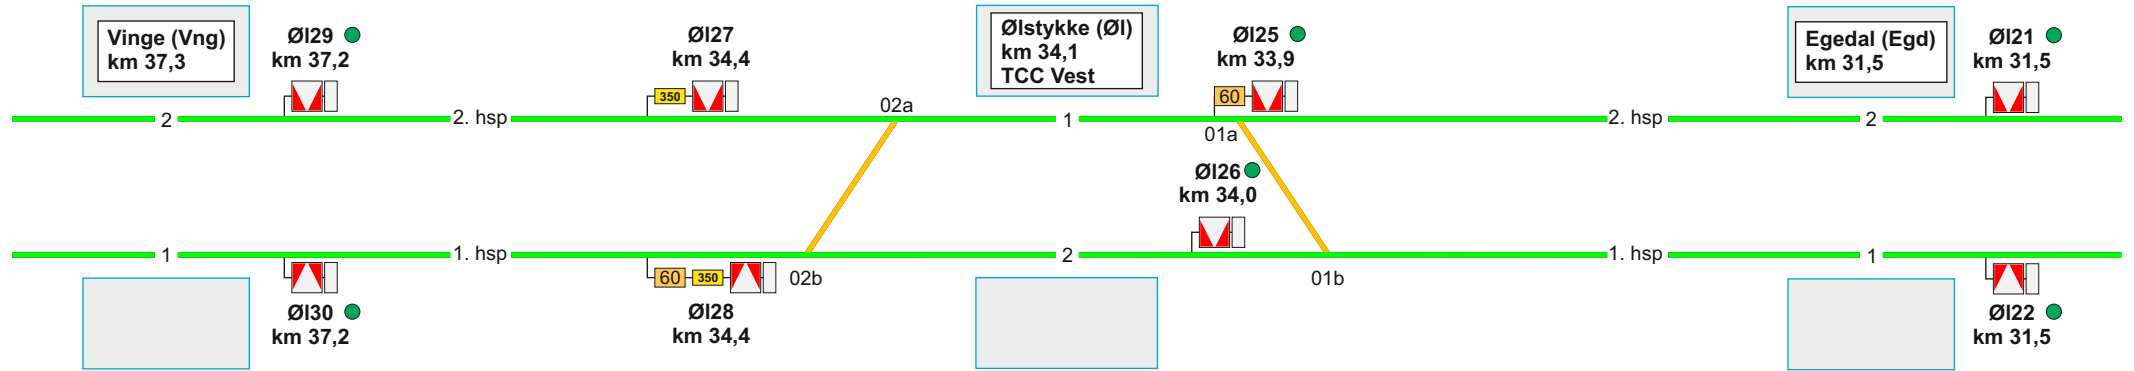 Vinge (Vng)
km 37,3
Øl29
km 37,2
Øl27
km 34,4
350
Ølstykke (Øl)
km 34,1
TCC Vest
Øl25
km 33,9
60
Egedal (Egd)
km 31,5
Øl21
km 31,5
2
2. hsp
02a
1
01a
2. hsp
2
Øl26
km 34,0
1
1. hsp
60
350
02b
2
01b
1. hsp
1
Øl30
km 37,2
Øl28
km 34,4
Øl22
km 31,5